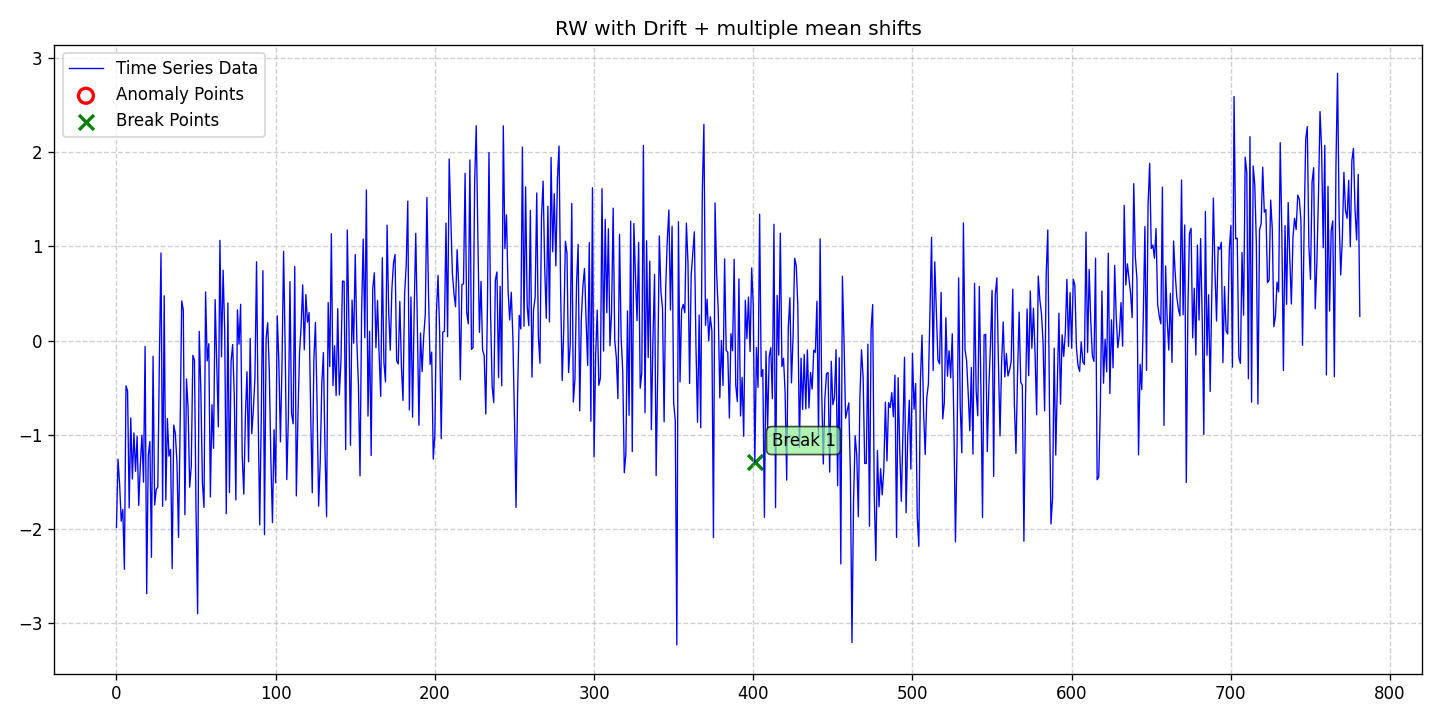 RW with Drift + multiple mean shifts
Time Series Data
Anomaly Points
Break Points
3
2
1
0
−1
−2
−3
Break 1
0 100 200 300 400 500 600 700 800